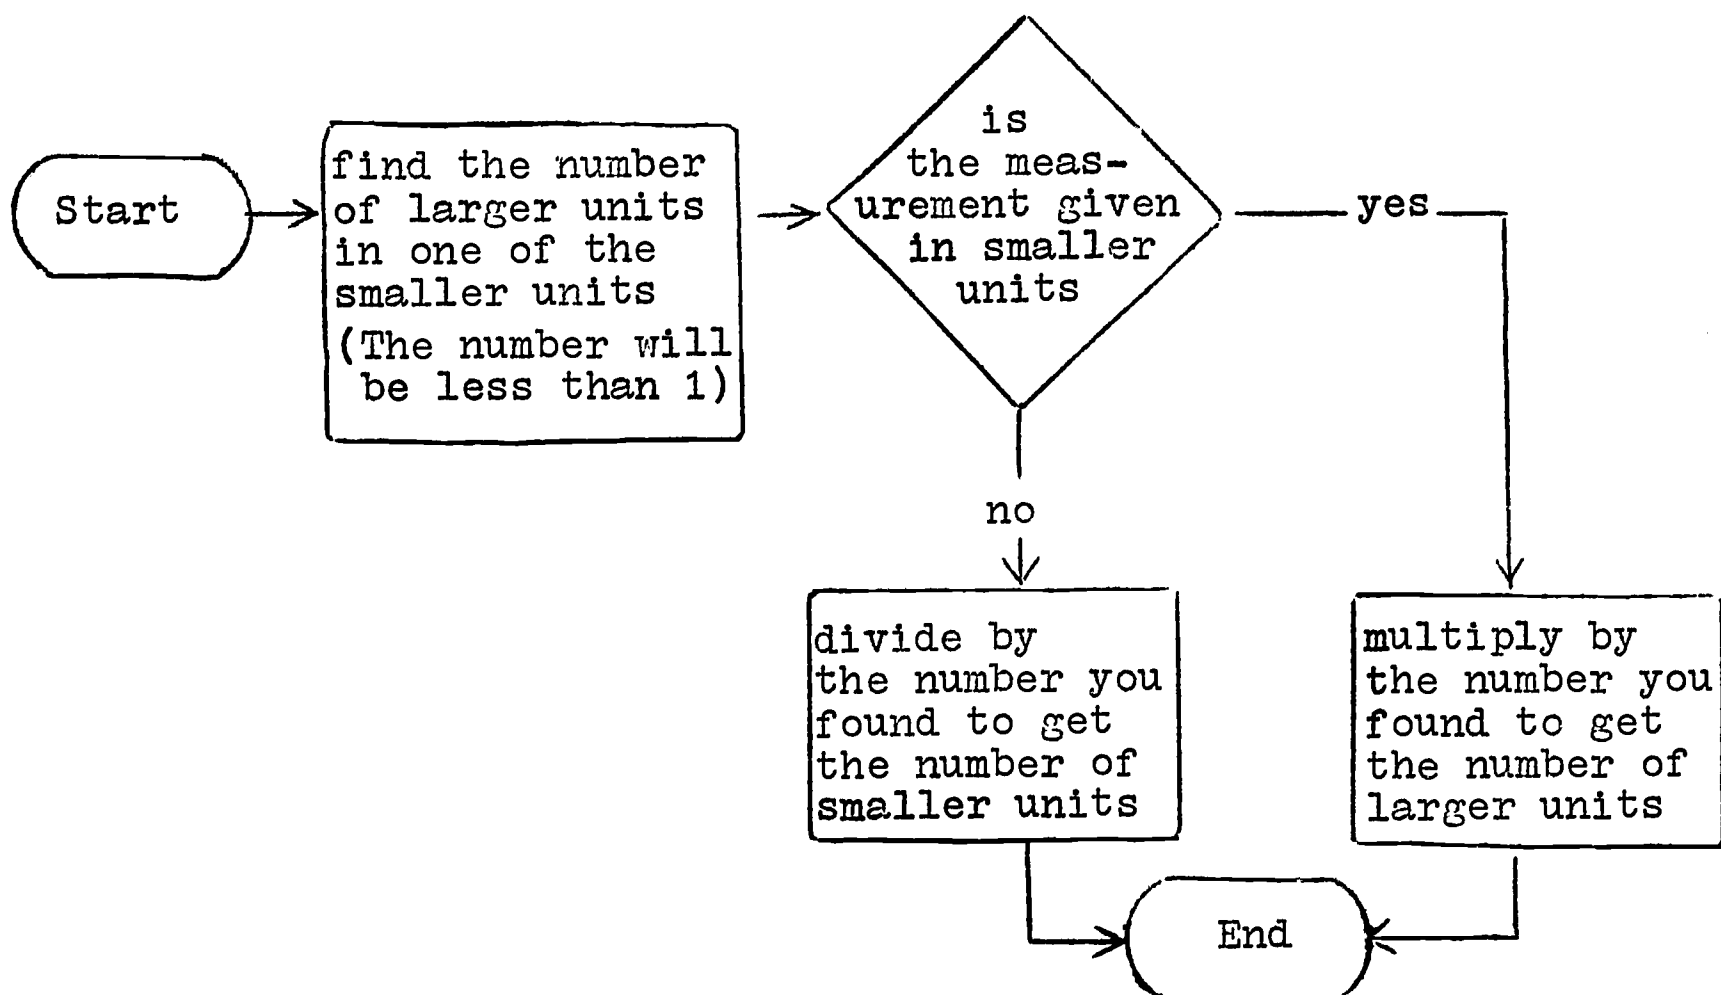 Start
find the number
of larger units
in one of the
smaller units
(The number will
be less than 1)
is
the meas-
urement given
in smaller
units
yes
no
divide by
the number you
found to get
the number of
smaller units
multiply by
the number you
found to get
the number of
larger units
End